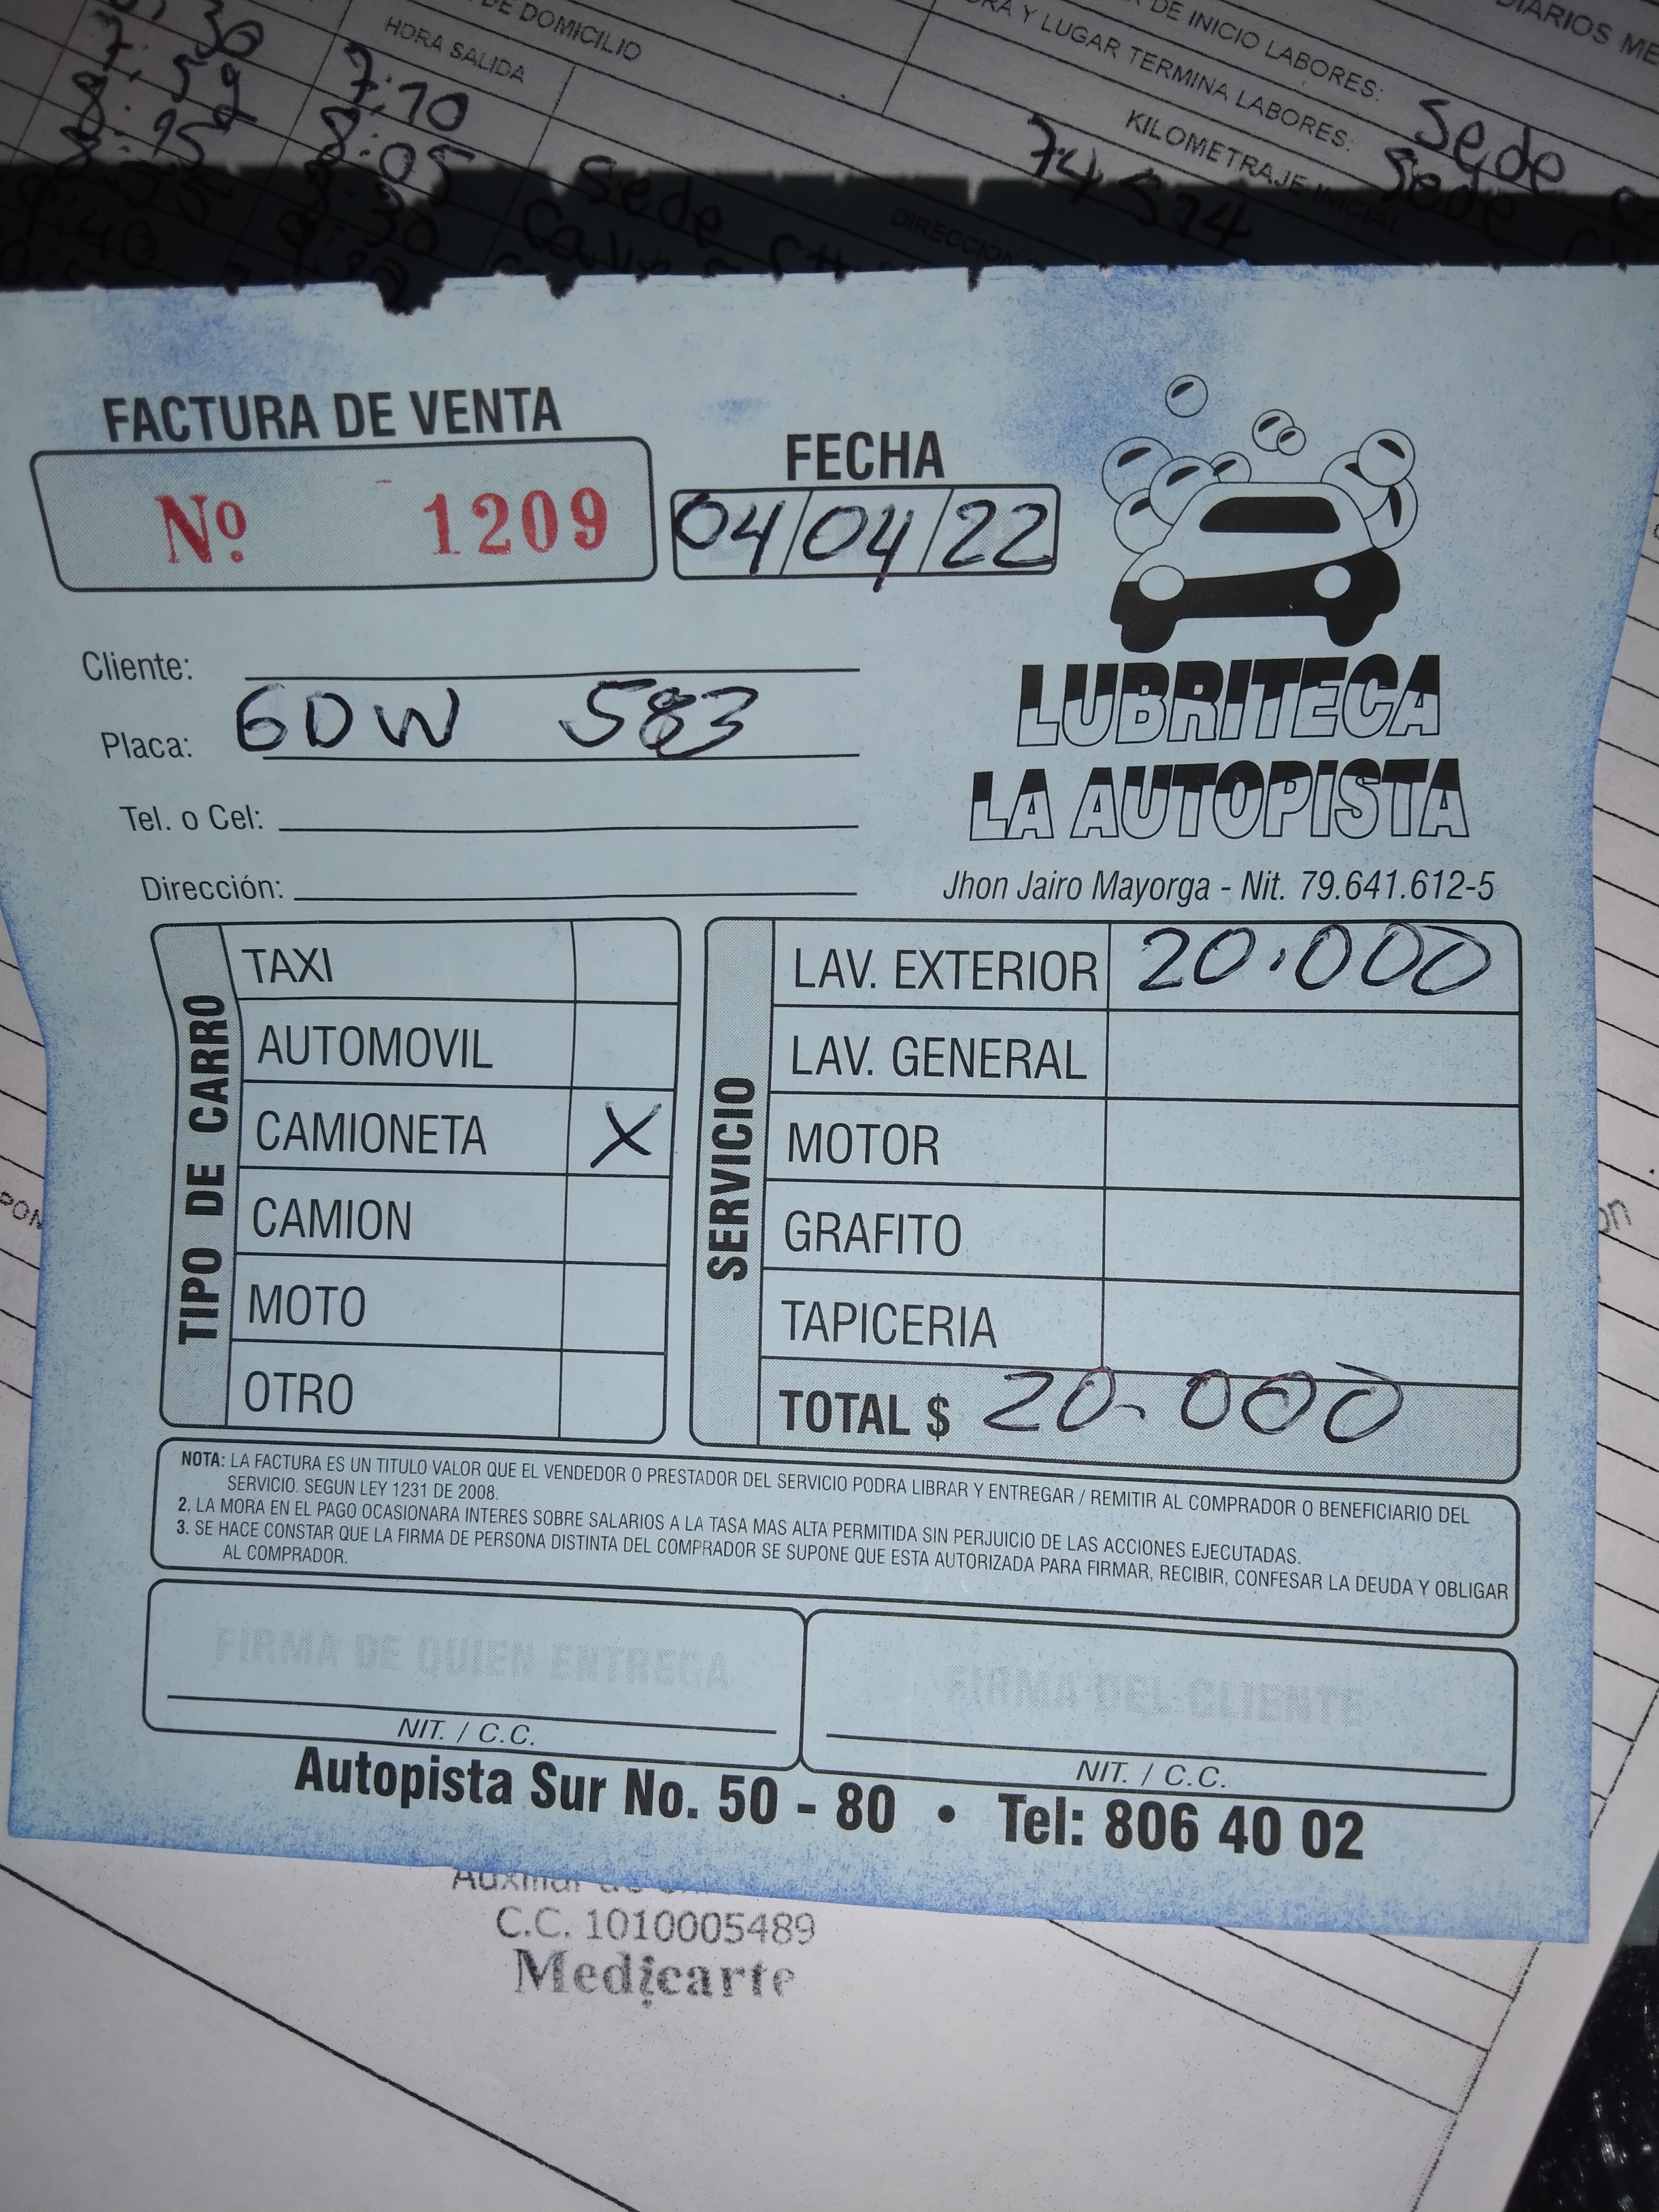 DE DOMICILIO
HORA SALIDA
DE INICIO LABORES: Sede
Y LUGAR TERMINA LABORES: Sede
KILOMETRAJE INICIAL
74574
7:10
8:05
8:30
Sede
FACTURA DE VENTA
Nº 1209
FECHA
04/04/22
Cliente:
Placa: GDW 583
Tel. o Cel:
Dirección:
LUBRITECA
LA AUTOPISTA
Jhon Jairo Mayorga - Nit. 79.641.612-5
TIPO DE CARRO
TAXI
AUTOMOVIL
CAMIONETA X
CAMION
MOTO
OTRO
SERVICIO
LAV. EXTERIOR 20.000
LAV. GENERAL
MOTOR
GRAFITO
TAPICERIA
TOTAL $ 20.000
NOTA: LA FACTURA ES UN TITULO VALOR QUE EL VENDEDOR O PRESTADOR DEL SERVICIO PODRA LIBRAR Y ENTREGAR / REMITIR AL COMPRADOR O BENEFICIARIO DEL
SERVICIO. SEGUN LEY 1231 DE 2008.
2. LA MORA EN EL PAGO OCASIONARA INTERES SOBRE SALARIOS A LA TASA MAS ALTA PERMITIDA SIN PERJUICIO DE LAS ACCIONES EJECUTADAS.
3. SE HACE CONSTAR QUE LA FIRMA DE PERSONA DISTINTA DEL COMPRADOR SE SUPONE QUE ESTA AUTORIZADA PARA FIRMAR, RECIBIR, CONFESAR LA DEUDA Y OBLIGAR
AL COMPRADOR.
FIRMA DE QUIEN ENTREGA
NIT. / C.C.
FIRMA DEL CLIENTE
NIT. / C.C.
Autopista Sur No. 50 - 80 • Tel: 806 40 02
C.C. 1010005489
Medicarte